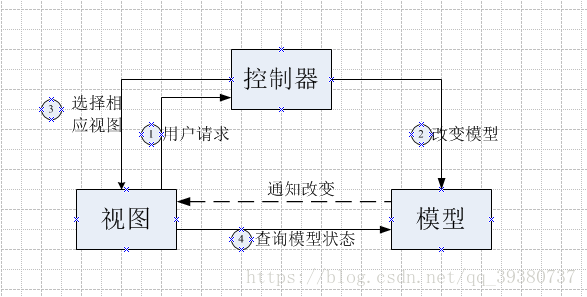 控制器
③ 选择相
应视图
① 用户请求
② 改变模型
通知改变
视图
模型
④ 查询模型状态
https://blog.csdn.net/qq_39380737